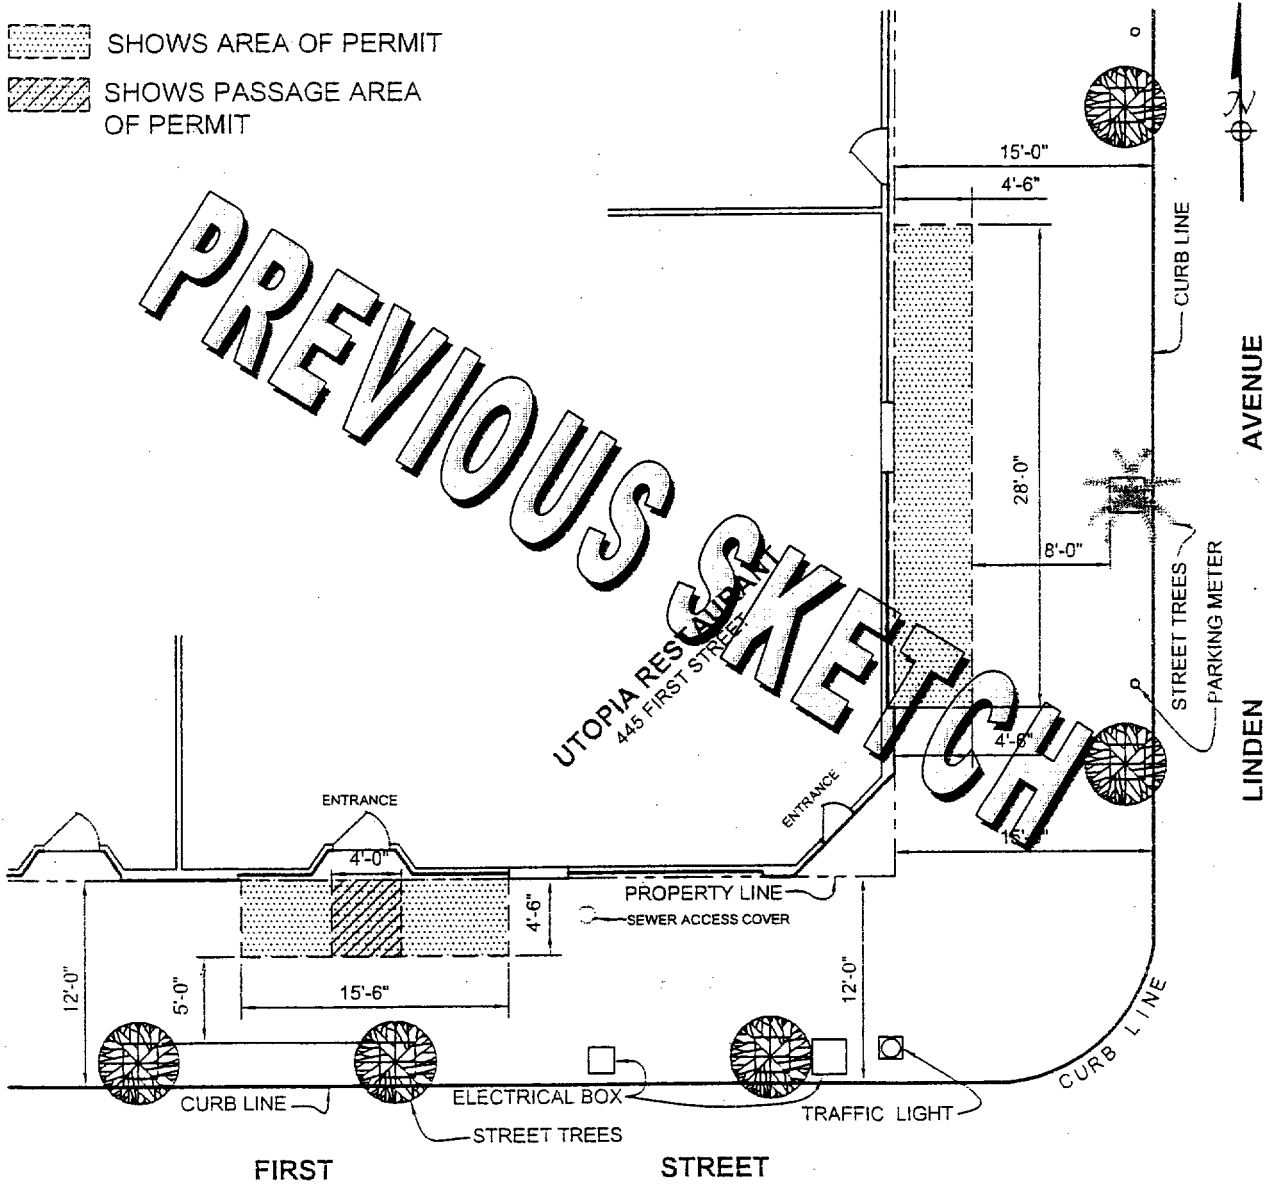 SHOWS AREA OF PERMIT
SHOWS PASSAGE AREA
OF PERMIT
N
15'-0"
4'-6"
CURB LINE
AVENUE
PREVIOUS SKETCH
28'-0"
8'-0"
STREET TREES
PARKING METER
UTOPIA RESTAURANT
445 FIRST STREET
LINDEN
4'-6"
ENTRANCE
ENTRANCE
4'-0"
PROPERTY LINE
SEWER ACCESS COVER
4'-6"
12'-0"
5'-0"
15'-6"
12'-0"
CURB LINE
CURB LINE
ELECTRICAL BOX
TRAFFIC LIGHT
STREET TREES
FIRST STREET